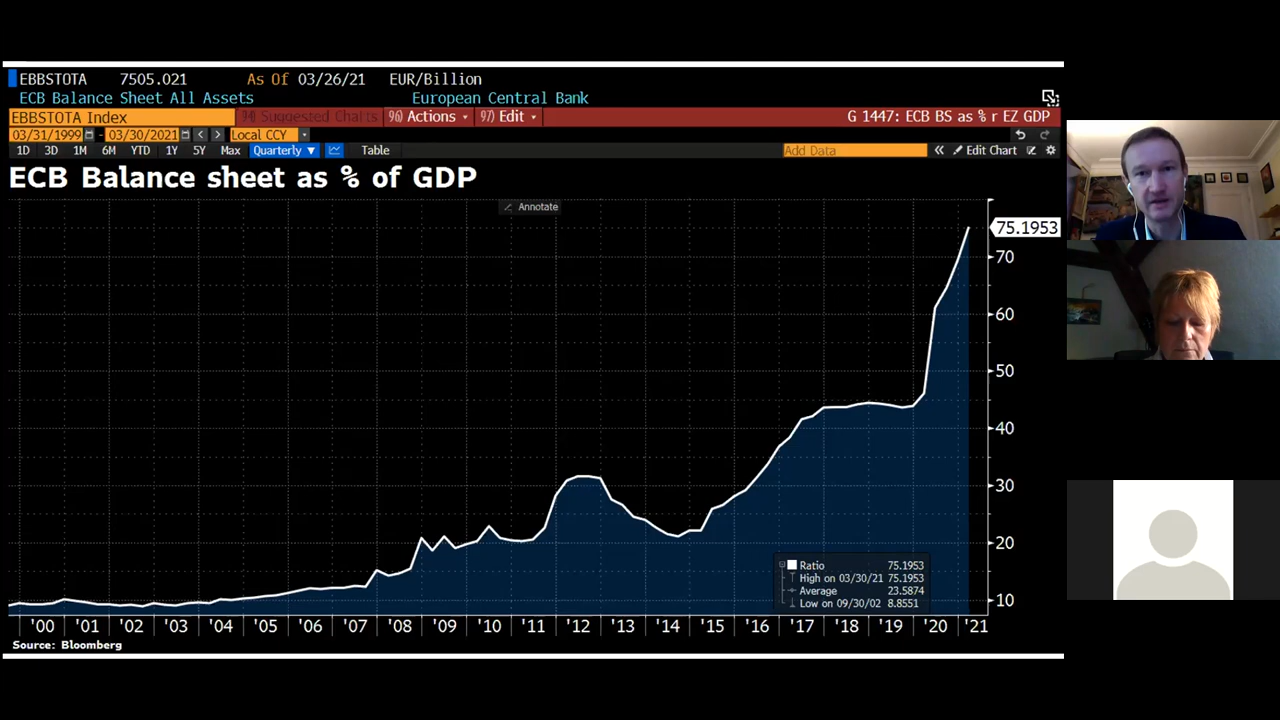 EBBSTOTA 7505.021 As Of 03/26/21 EUR/Billion
ECB Balance Sheet All Assets European Central Bank
EBBSTOTA Index 94) Suggested Charts 96) Actions 97) Edit G 1447: ECB BS as % r EZ GDP
03/31/1999 - 03/30/2021 Local CCY
1D 3D 1M 6M YTD 1Y 5Y Max Quarterly Table Add Data Edit Chart
ECB Balance sheet as % of GDP
Annotate
75.1953
70
60
50
40
30
20
10
Ratio 75.1953
High on 03/30/21 75.1953
Average 23.5874
Low on 09/30/02 8.8551
'00 '01 '02 '03 '04 '05 '06 '07 '08 '09 '10 '11 '12 '13 '14 '15 '16 '17 '18 '19 '20 '21
Source: Bloomberg